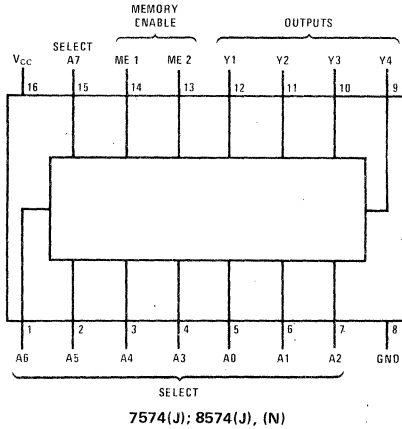 MEMORY
ENABLE
OUTPUTS
SELECT
VCC A7 ME 1 ME 2 Y1 Y2 Y3 Y4
16 15 14 13 12 11 10 9
1 2 3 4 5 6 7 8
A6 A5 A4 A3 A0 A1 A2 GND
SELECT
7574(J); 8574(J), (N)